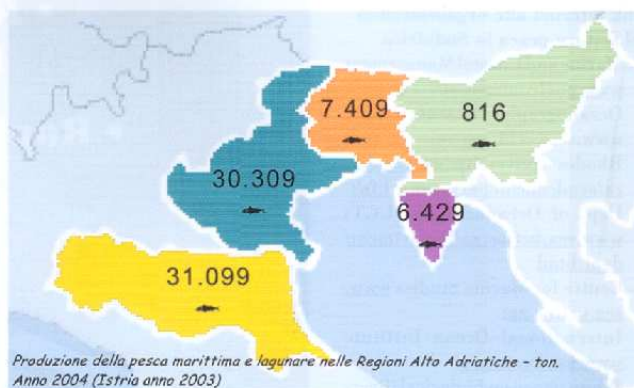 7.409
816
30.309
6.429
31.099
Produzione della pesca marittima e lagunare nelle Regioni Alto Adriatiche - ton.
Anno 2004 (Istria anno 2003)